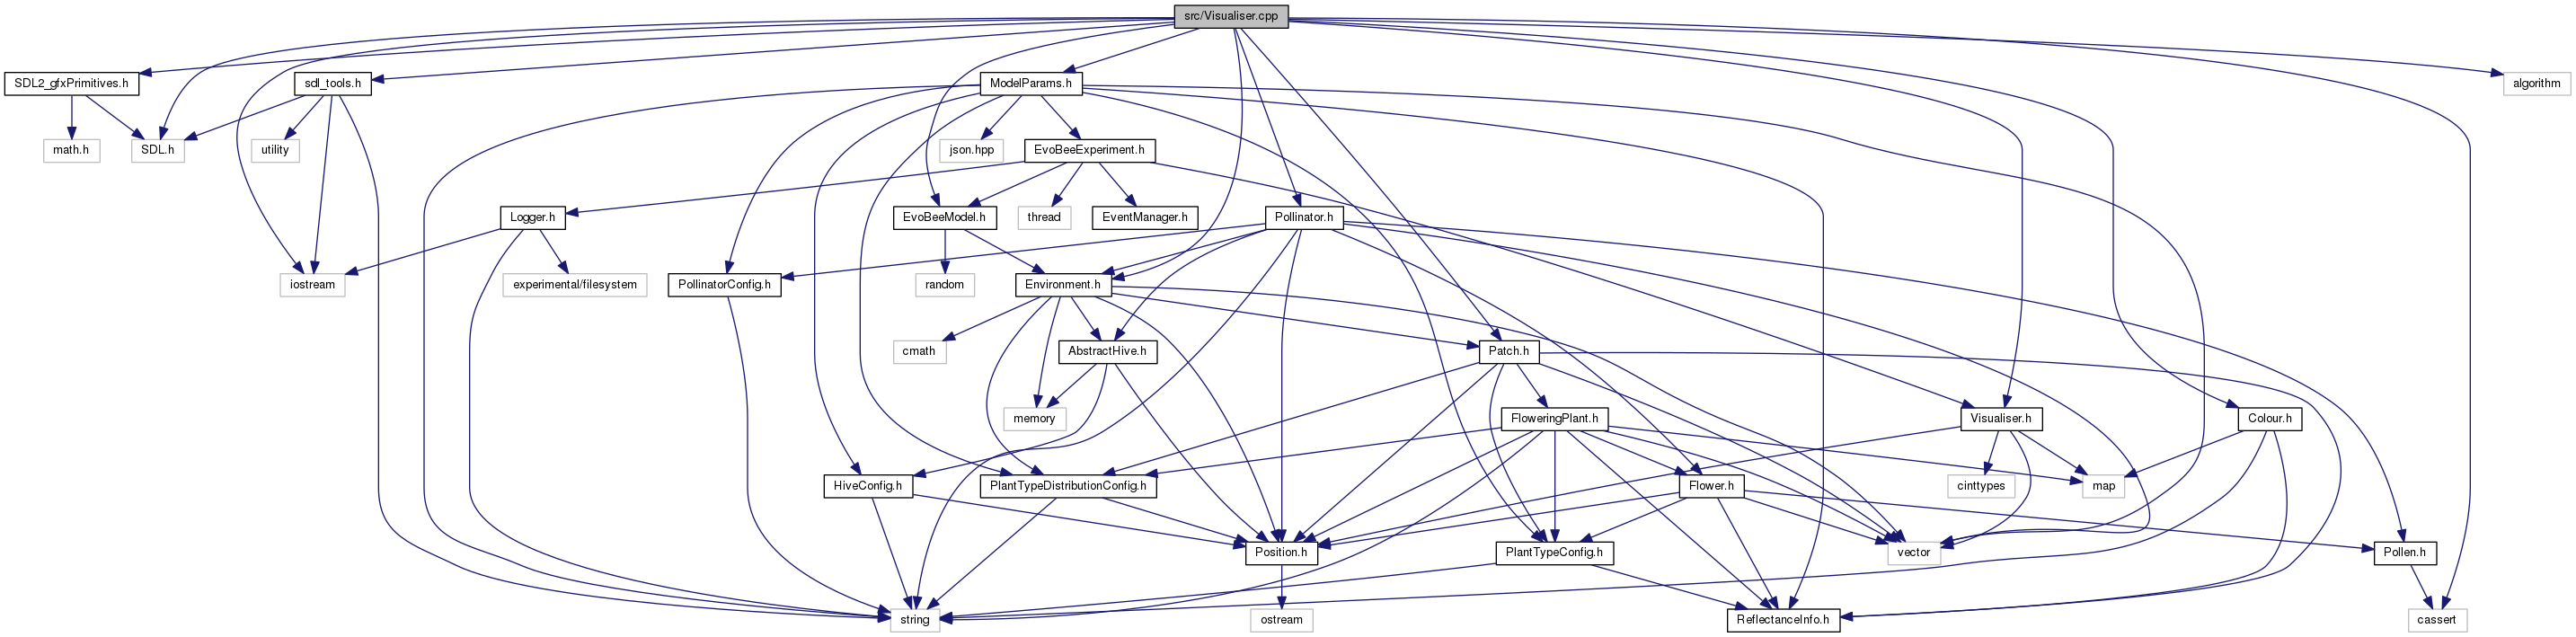 src/Visualiser.cpp
SDL2_gfxPrimitives.h
sdl_tools.h
ModelParams.h
algorithm
math.h
SDL.h
utility
json.hpp
EvoBeeExperiment.h
Logger.h
EvoBeeModel.h
thread
EventManager.h
Pollinator.h
iostream
experimental/filesystem
PollinatorConfig.h
random
Environment.h
cmath
AbstractHive.h
Patch.h
memory
FloweringPlant.h
Visualiser.h
Colour.h
HiveConfig.h
PlantTypeDistributionConfig.h
Flower.h
cinttypes
map
Position.h
PlantTypeConfig.h
vector
Pollen.h
string
ostream
ReflectanceInfo.h
cassert